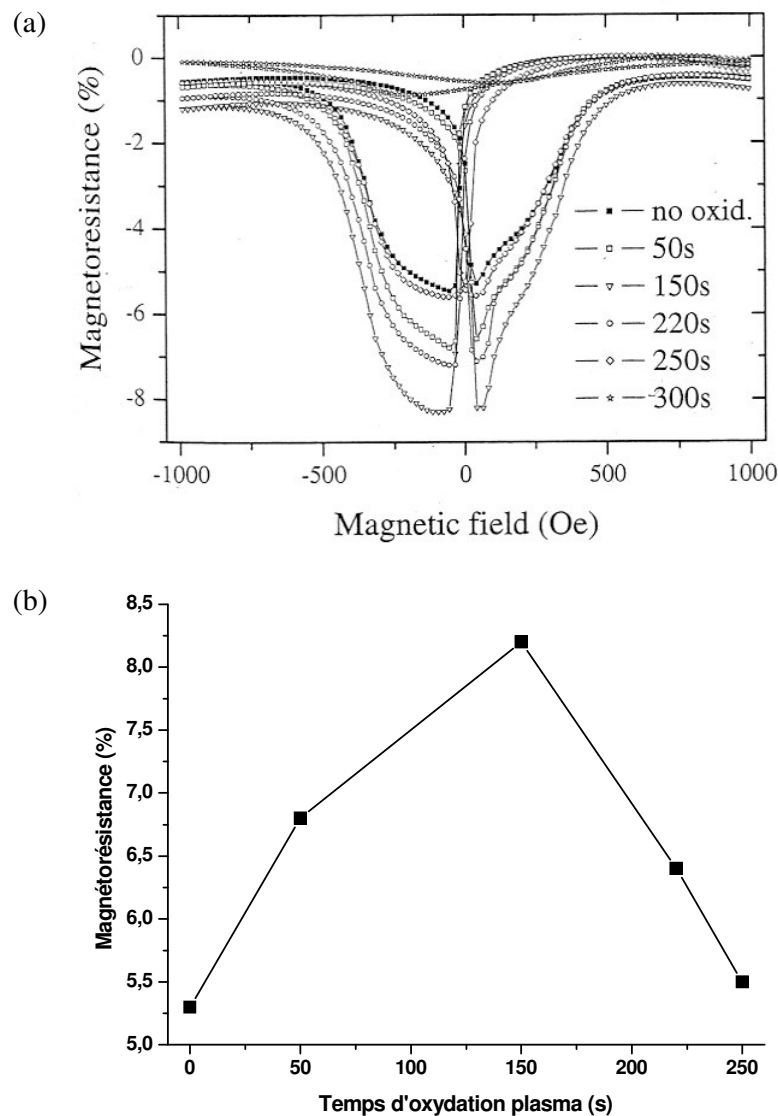 (a)
0
-2
-4
-6
-8
Magnetoresistance (%)
no oxid.
50s
150s
220s
250s
300s
-1000
-500
0
500
1000
Magnetic field (Oe)
(b)
8,5
8,0
7,5
7,0
6,5
6,0
5,5
5,0
Magnétorésistance (%)
0
50
100
150
200
250
Temps d'oxydation plasma (s)